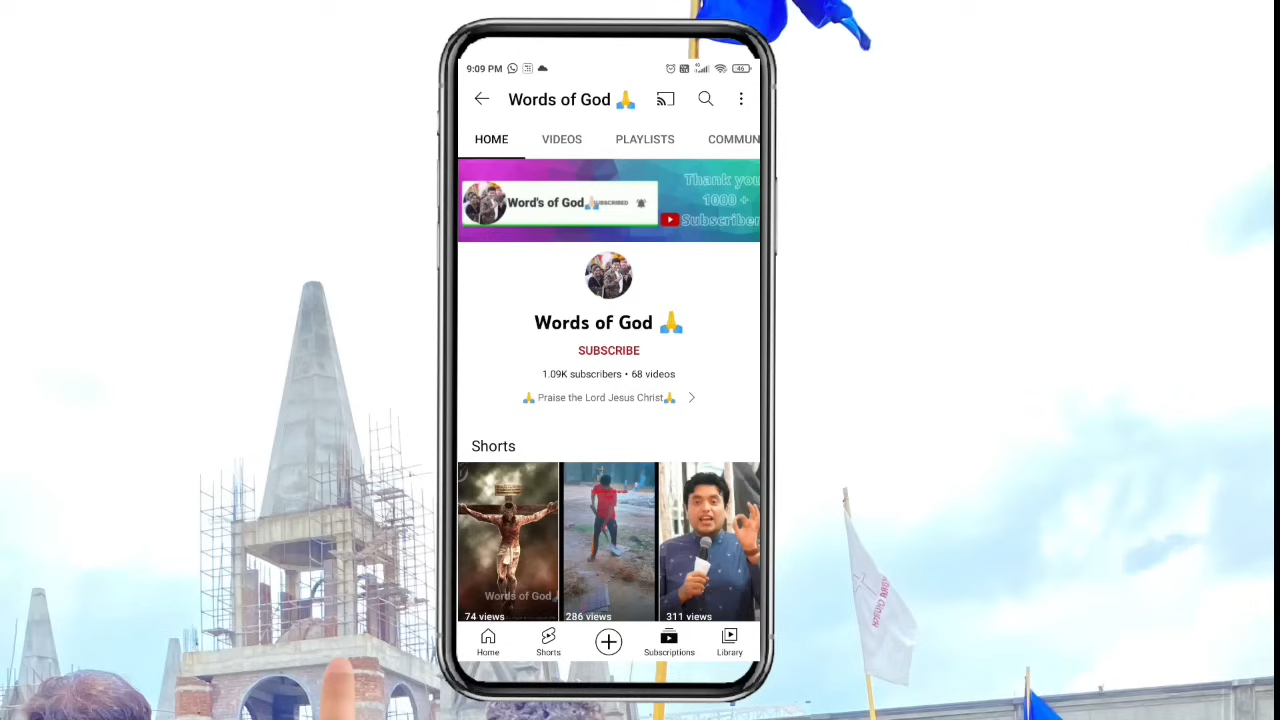 9:09 PM
46
Words of God 🙏
HOME VIDEOS PLAYLISTS COMMUN
Word's of God🙏 SUBSCRIBED
Thank you
1000 +
Subscriber
Words of God 🙏
SUBSCRIBE
1.09K subscribers • 68 videos
🙏 Praise the Lord Jesus Christ🙏
Shorts
Words of God
74 views
286 views
311 views
Home
Shorts
Subscriptions
Library